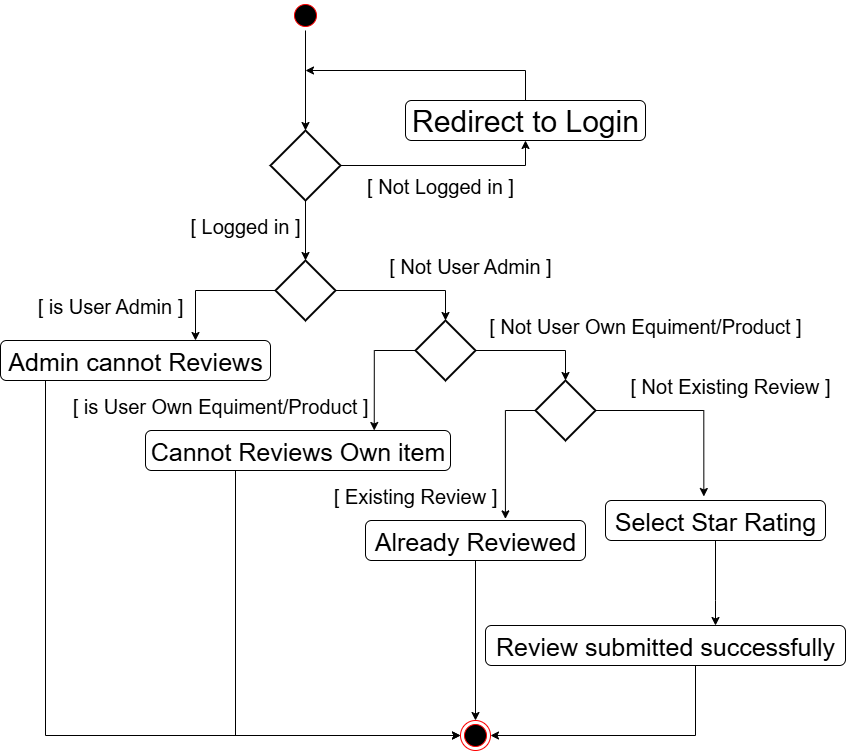 Redirect to Login
[ Not Logged in ]
[ Logged in ]
[ Not User Admin ]
[ is User Admin ]
[ Not User Own Equiment/Product ]
Admin cannot Reviews
[ Not Existing Review ]
[ is User Own Equiment/Product ]
Cannot Reviews Own item
[ Existing Review ]
Select Star Rating
Already Reviewed
Review submitted successfully